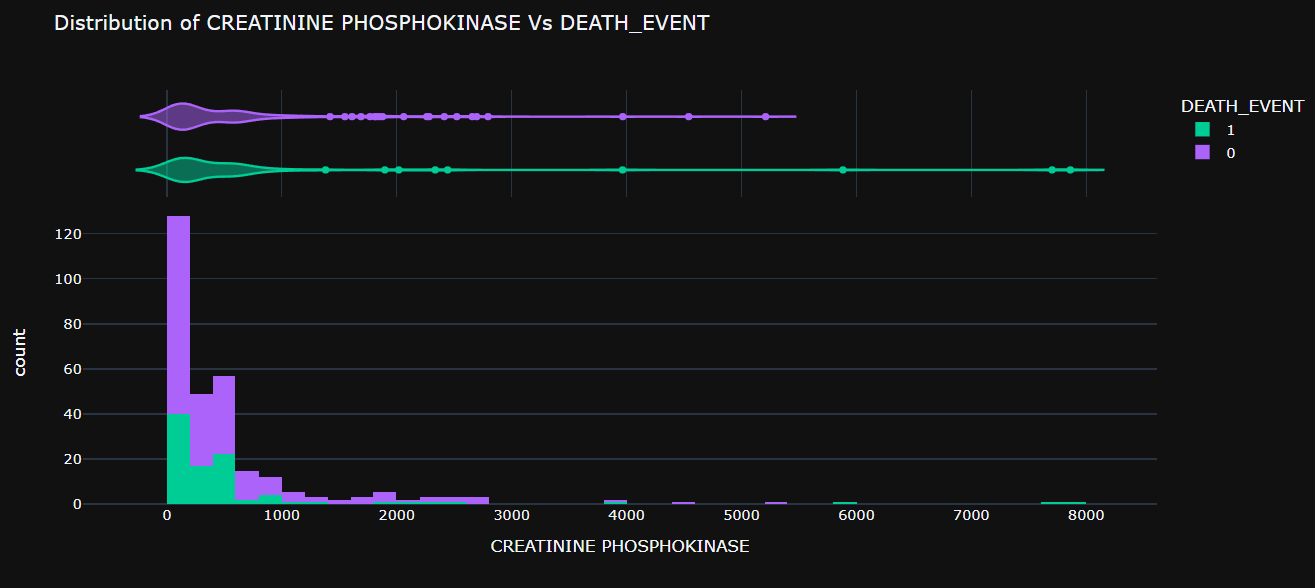 Distribution of CREATININE PHOSPHOKINASE Vs DEATH_EVENT
DEATH_EVENT
1
0
120
100
80
60
40
20
0
count
0 1000 2000 3000 4000 5000 6000 7000 8000
CREATININE PHOSPHOKINASE